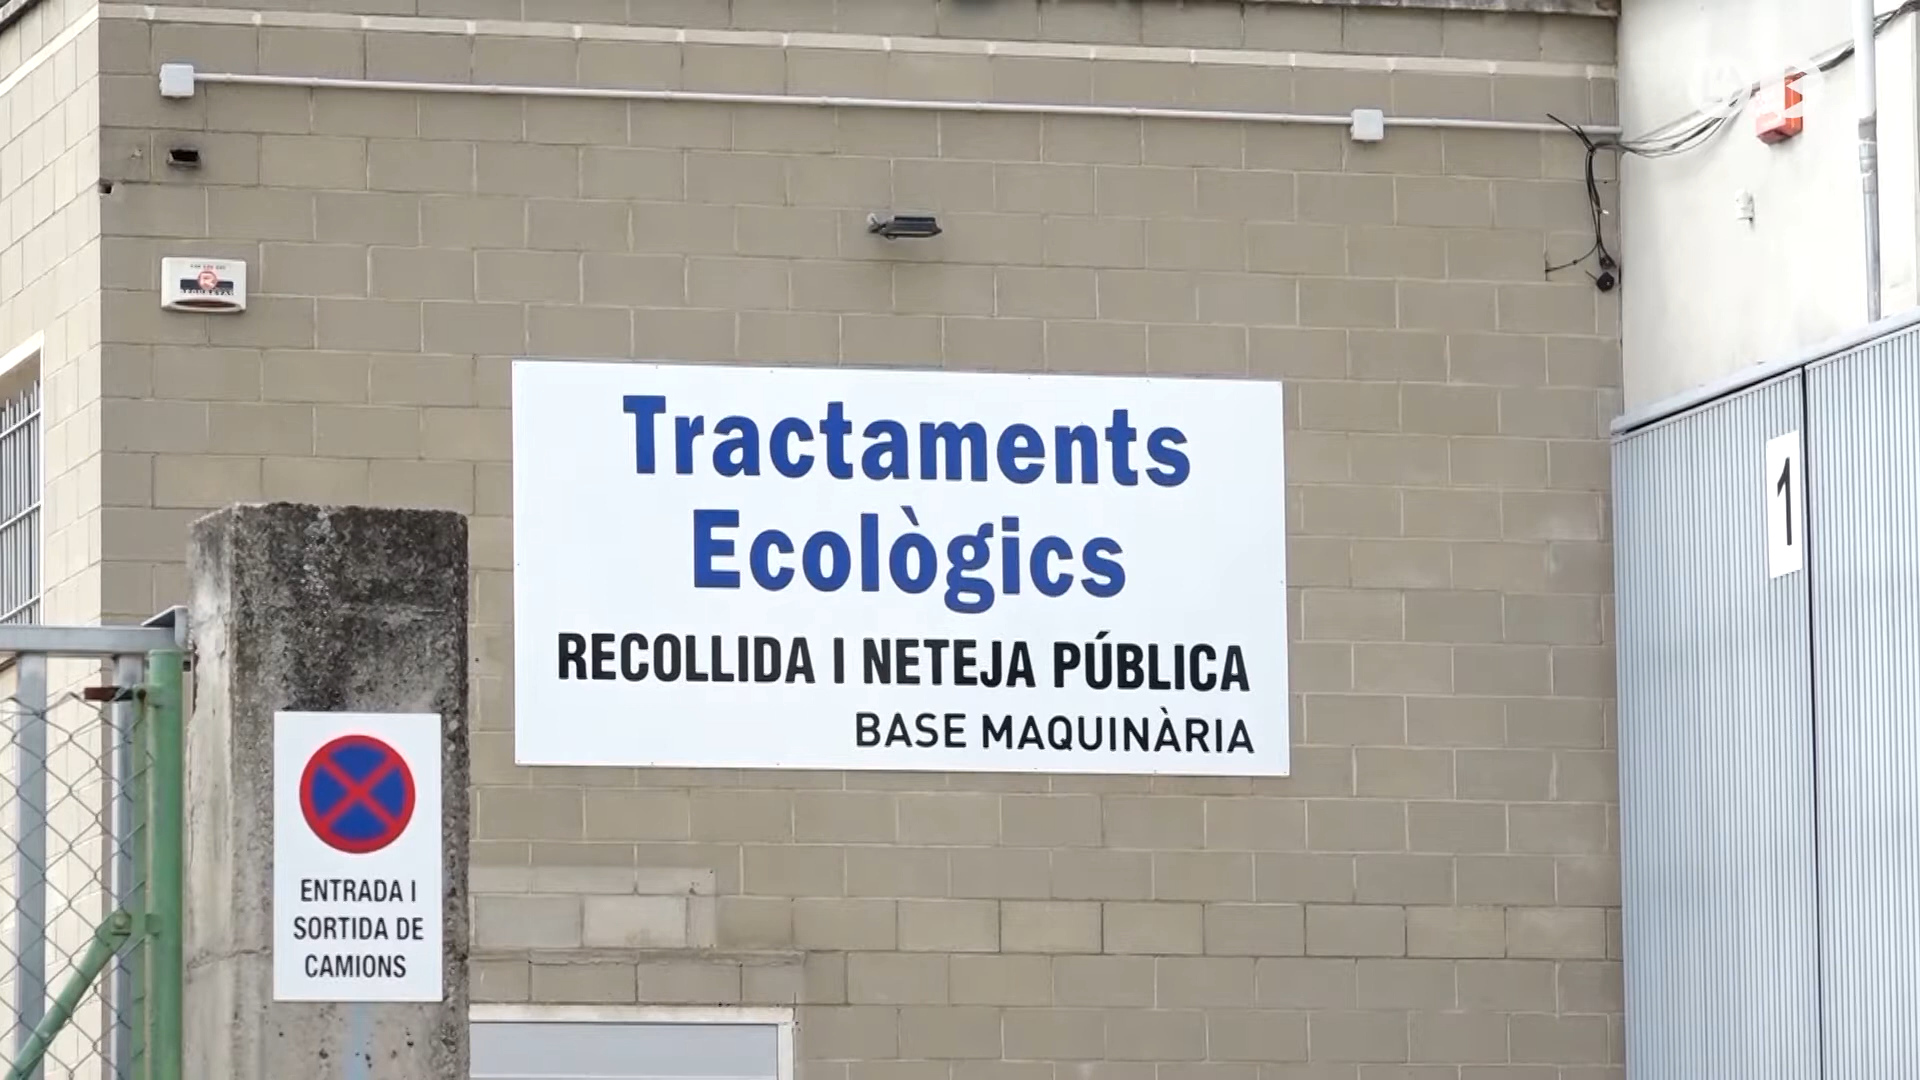 Tractaments
Ecològics
RECOLLIDA I NETEJA PÚBLICA
BASE MAQUINÀRIA
1
ENTRADA I
SORTIDA DE
CAMIONS